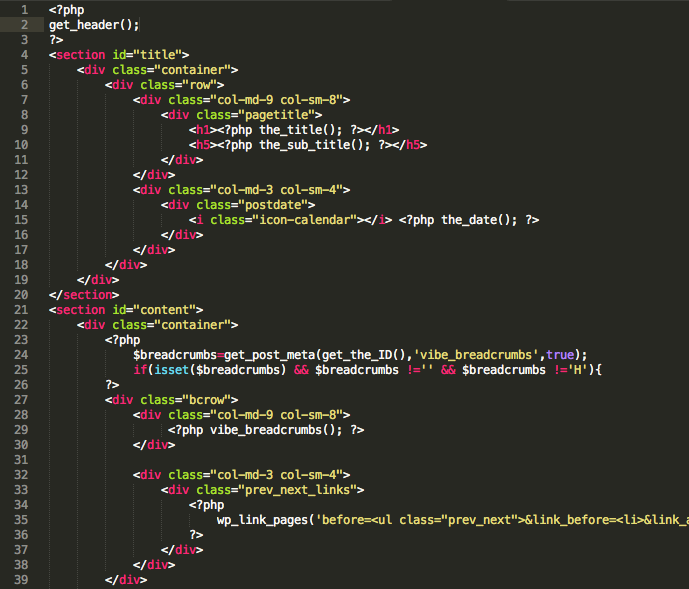 1 <?php
2 get_header();
3 ?>
4 <section id="title">
5     <div class="container">
6         <div class="row">
7             <div class="col-md-9 col-sm-8">
8                 <div class="pagetitle">
9                     <h1><?php the_title(); ?></h1>
10                     <h5><?php the_sub_title(); ?></h5>
11                 </div>
12             </div>
13             <div class="col-md-3 col-sm-4">
14                 <div class="postdate">
15                     <i class="icon-calendar"></i> <?php the_date(); ?>
16                 </div>
17             </div>
18         </div>
19     </div>
20 </section>
21 <section id="content">
22     <div class="container">
23         <?php
24             $breadcrumbs=get_post_meta(get_the_ID(),'vibe_breadcrumbs',true);
25             if(isset($breadcrumbs) && $breadcrumbs !='' && $breadcrumbs !='H'){
26         ?>
27         <div class="bcrow">
28             <div class="col-md-9 col-sm-8">
29                  <?php vibe_breadcrumbs(); ?>
30             </div>
31
32             <div class="col-md-3 col-sm-4">
33                 <div class="prev_next_links">
34                     <?php
35                         wp_link_pages('before=<ul class="prev_next">&link_before=<li>&link_a
36                     ?>
37                 </div>
38             </div>
39         </div>